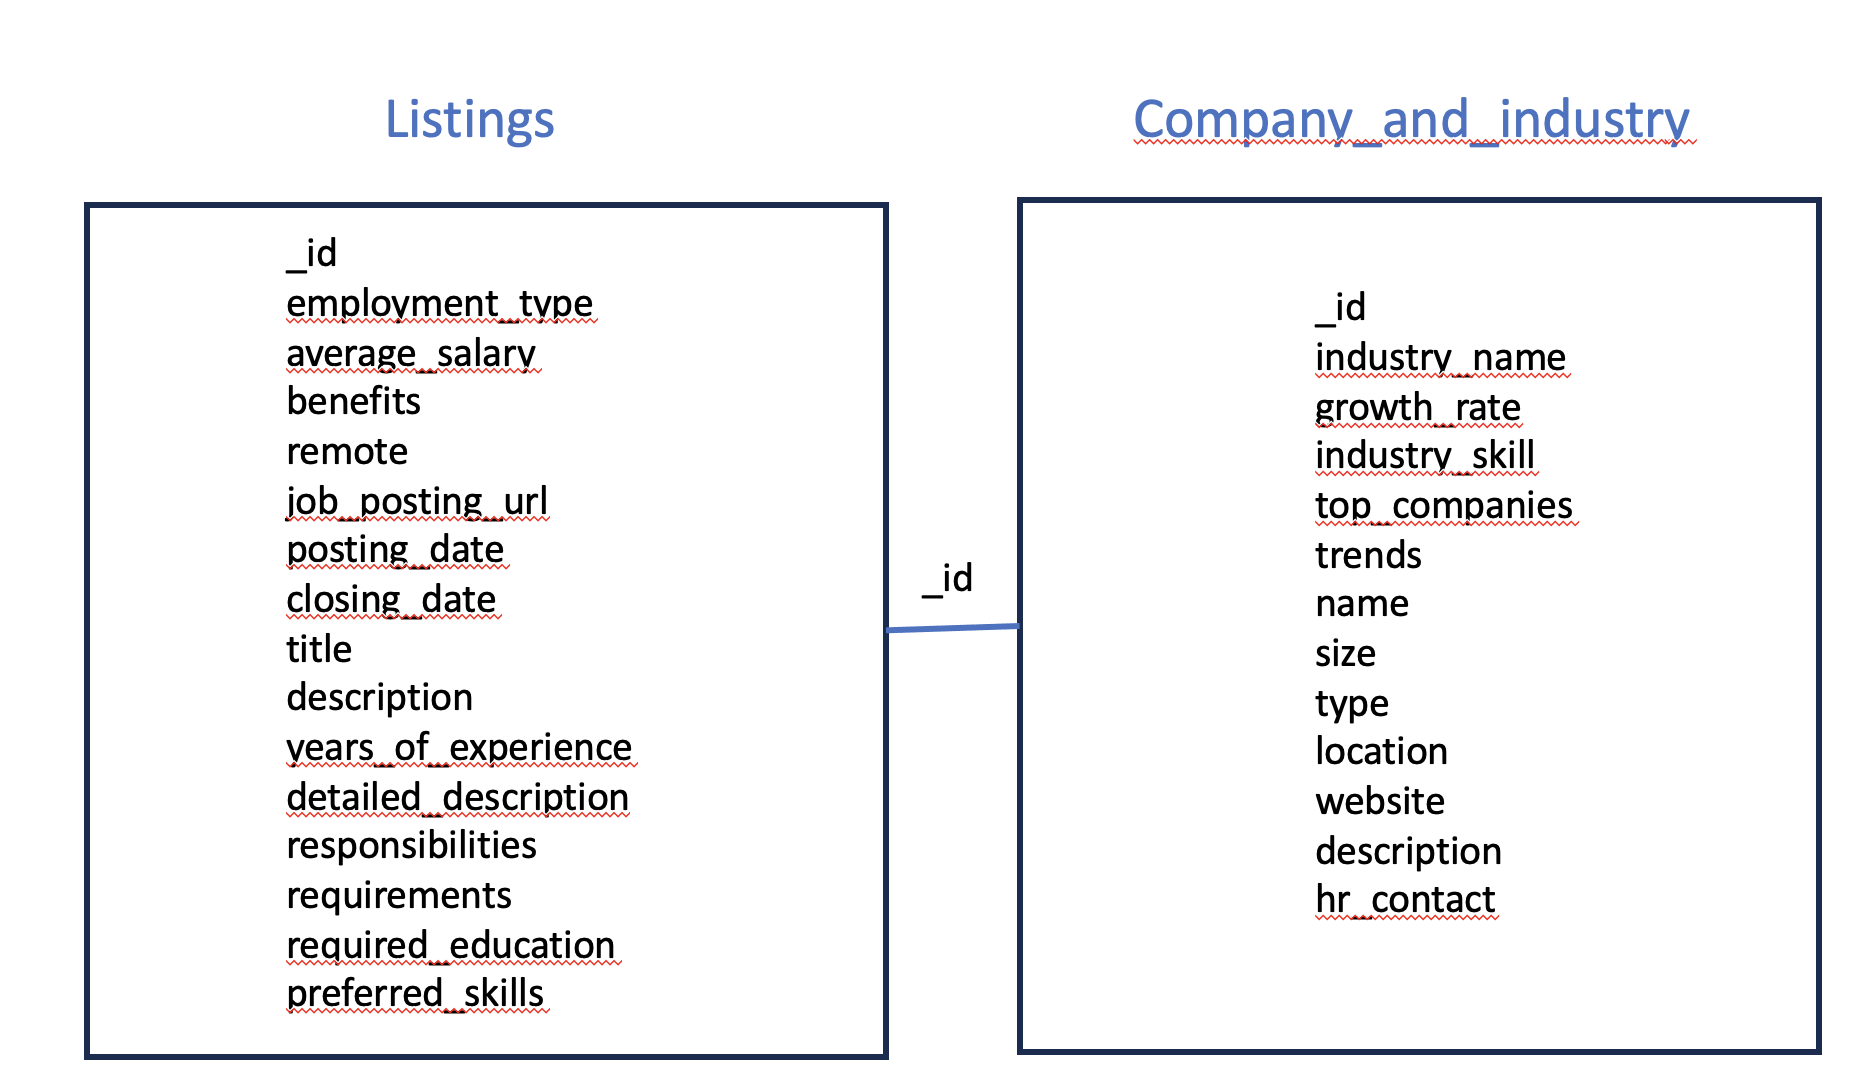 Listings
_id
employment_type
average_salary
benefits
remote
job_posting_url
posting_date
closing_date
title
description
years_of_experience
detailed_description
responsibilities
requirements
required_education
preferred_skills
_id
Company_and_industry
_id
industry_name
growth_rate
industry_skill
top_companies
trends
name
size
type
location
website
description
hr_contact